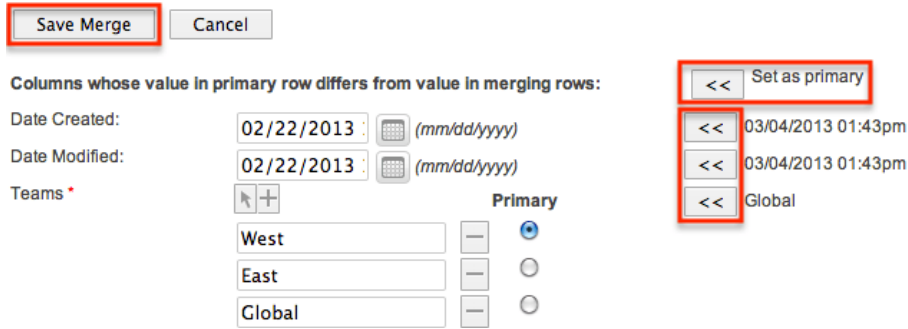 Save Merge Cancel
Columns whose value in primary row differs from value in merging rows: << Set as primary
Date Created: 02/22/2013 (mm/dd/yyyy) << 03/04/2013 01:43pm
Date Modified: 02/22/2013 (mm/dd/yyyy) << 03/04/2013 01:43pm
Teams * Primary << Global
West
East
Global